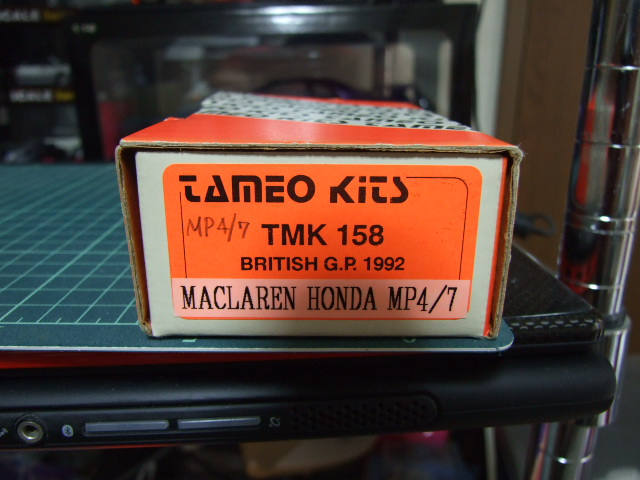 TAMEO KITS
MP4/7
TMK 158
BRITISH G.P. 1992
MACLAREN HONDA MP4/7